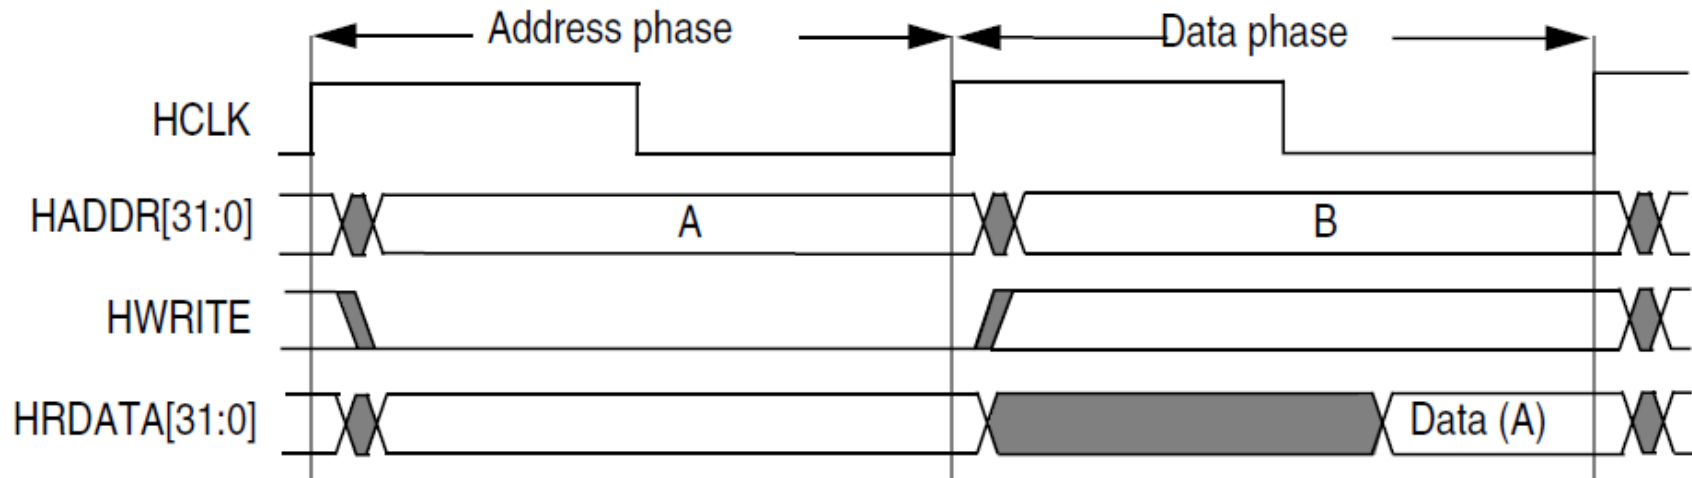 Address phase
Data phase
HCLK
HADDR[31:0]
A
B
HWRITE
HRDATA[31:0]
Data (A)